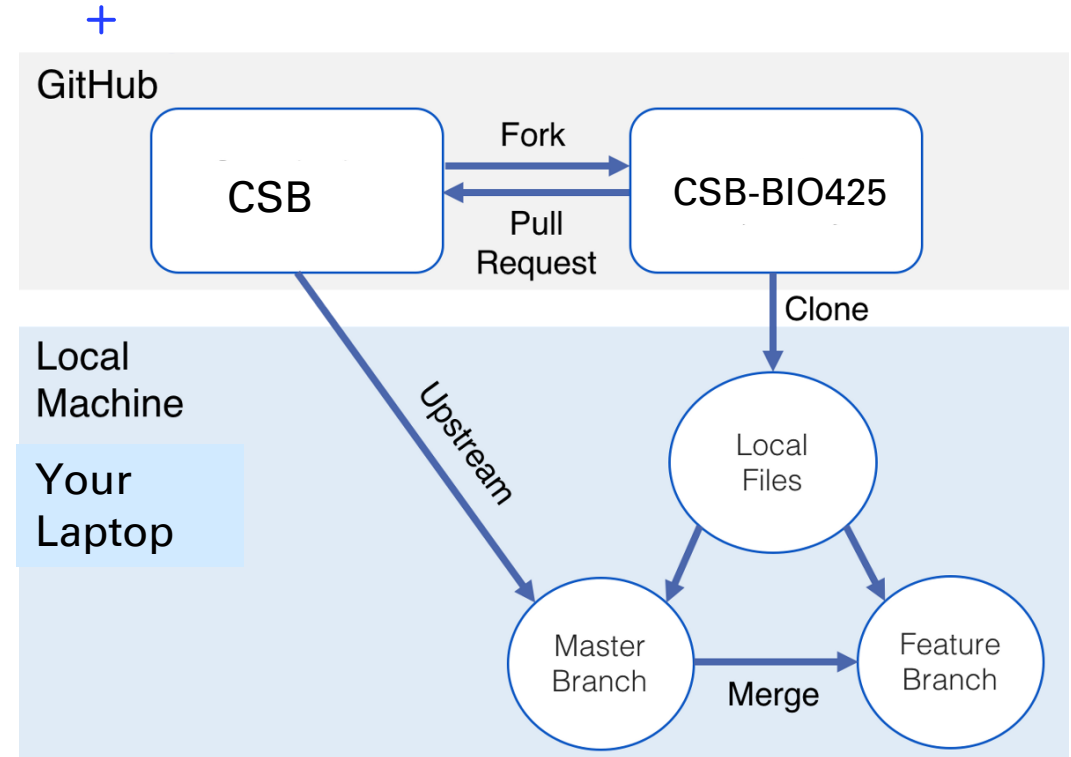 GitHub
Fork
CSB
CSB-BIO425
Pull
Request
Clone
Local
Machine
Upstream
Your
Laptop
Local
Files
Master
Branch
Feature
Branch
Merge